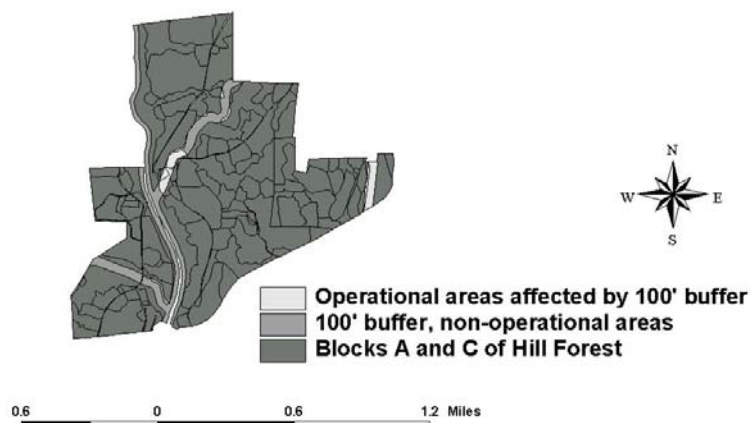 N
W E
S
Operational areas affected by 100' buffer
100' buffer, non-operational areas
Blocks A and C of Hill Forest
0.6 0 0.6 1.2 Miles